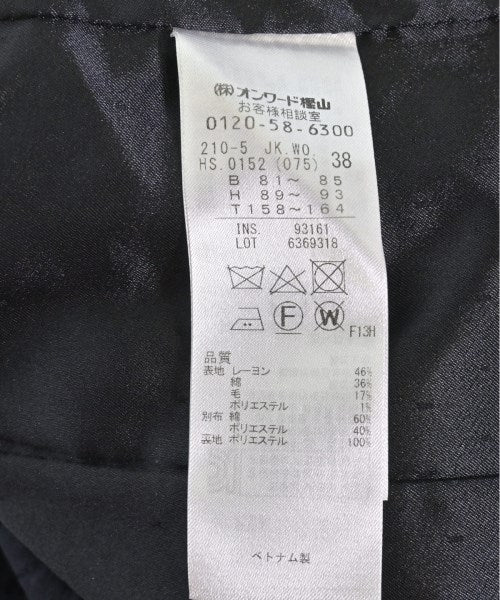 (株)オンワード樫山
お客様相談室
0120-58-6300
210-5 JK.WO
HS.0152 (075) 38
B 81～ 85
H 89～ 93
T 158～164
INS. 93161
LOT 6369318
F W F13H
品質
表地 レーヨン 46%
綿 36%
毛 17%
ポリエステル 1%
別布 綿 60%
ポリエステル 40%
裏地 ポリエステル 100%
ベトナム製